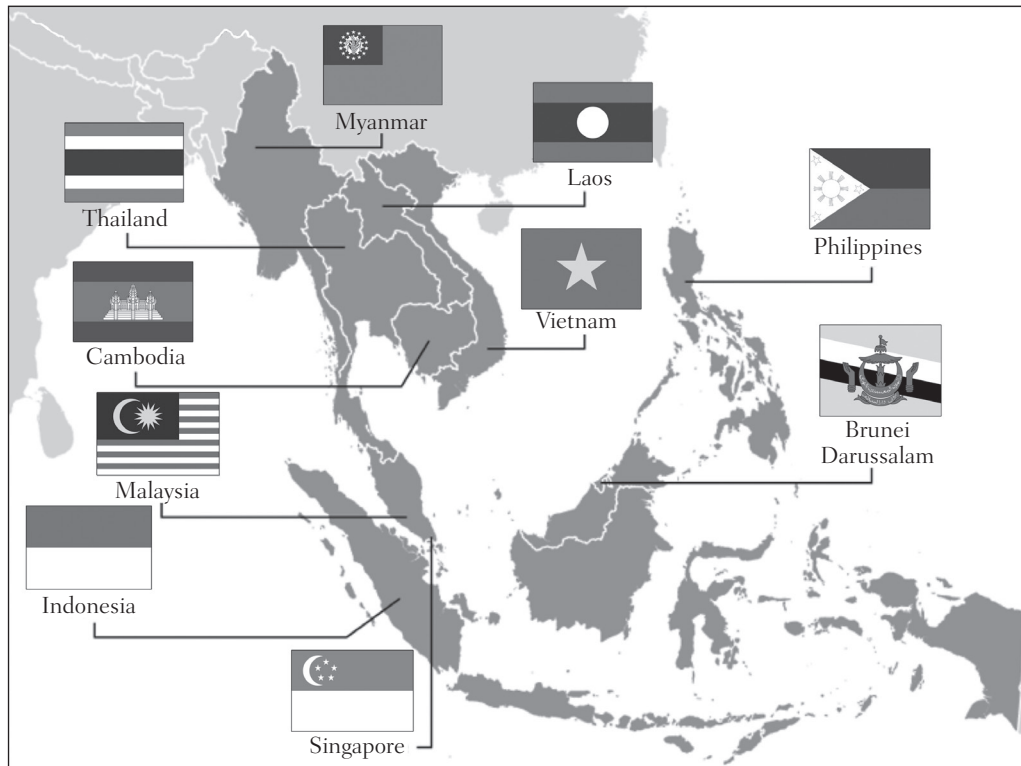 Myanmar
Laos
Thailand
Philippines
Vietnam
Cambodia
Brunei
Darussalam
Malaysia
Indonesia
Singapore